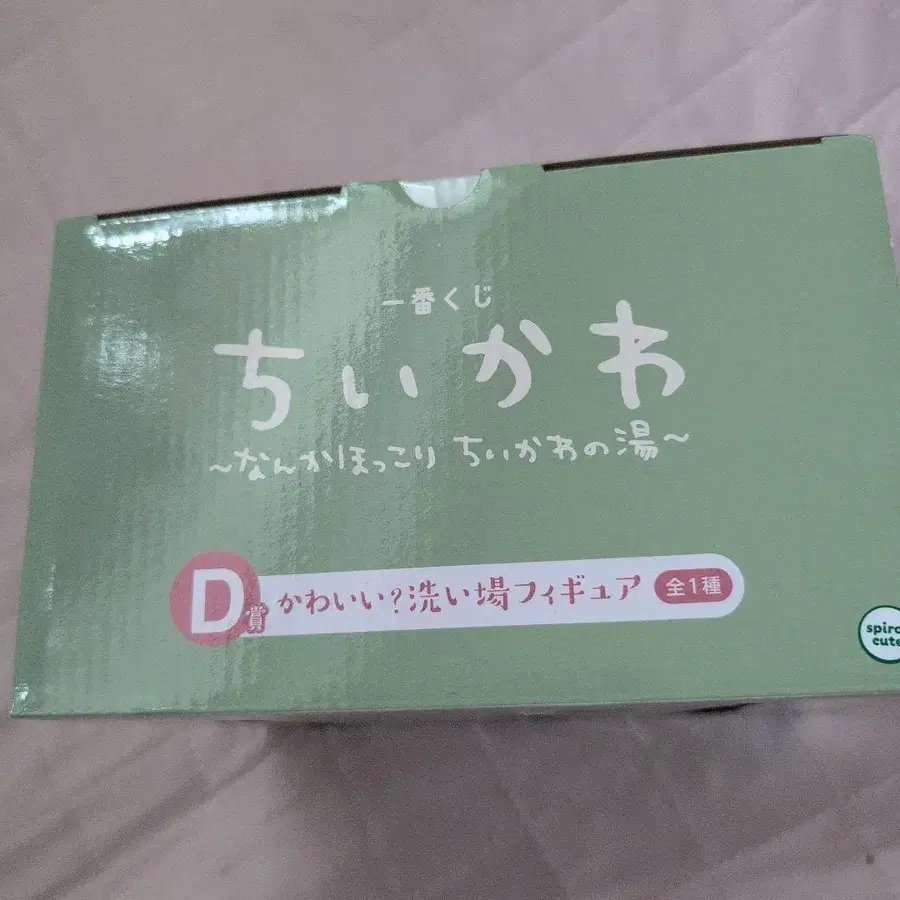 一番くじ
ちいかわ
~なんかほっこり ちいかわの湯~
D賞 かわいい?洗い場フィギュア 全1種
spiral
cute